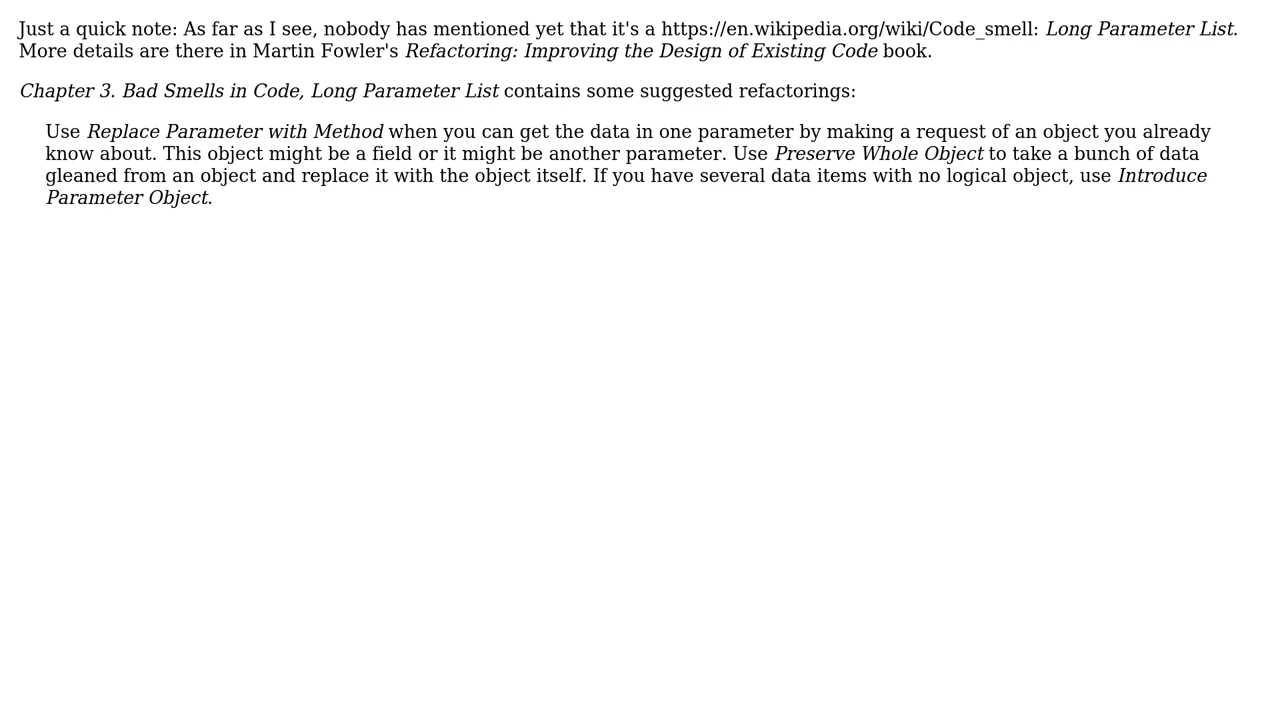 Just a quick note: As far as I see, nobody has mentioned yet that it's a https://en.wikipedia.org/wiki/Code_smell: Long Parameter List.
More details are there in Martin Fowler's Refactoring: Improving the Design of Existing Code book.
Chapter 3. Bad Smells in Code, Long Parameter List contains some suggested refactorings:
Use Replace Parameter with Method when you can get the data in one parameter by making a request of an object you already
know about. This object might be a field or it might be another parameter. Use Preserve Whole Object to take a bunch of data
gleaned from an object and replace it with the object itself. If you have several data items with no logical object, use Introduce
Parameter Object.